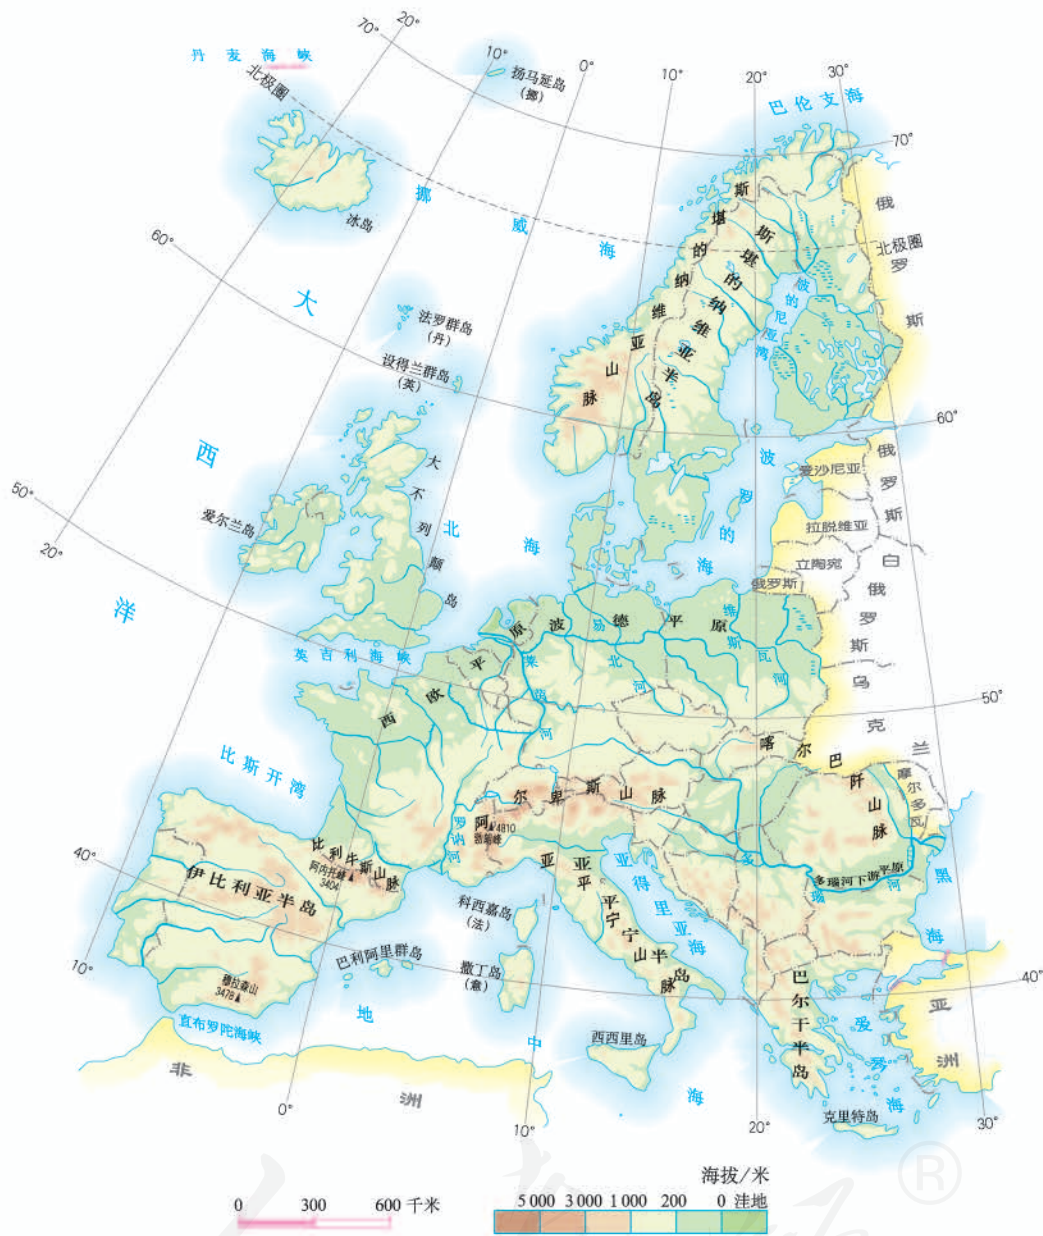 20°
70°
10°
0°
10°
20°
30°
丹麦海峡
北极圈
扬马延岛
(挪)
巴伦支海
70°
冰岛
挪威海
斯堪的纳维亚山脉
斯堪的纳维亚半岛
俄罗斯
北极圈
60°
大西洋
法罗群岛
(丹)
设得兰群岛
(英)
波的尼亚湾
60°
50°
20°
爱尔兰岛
大不列颠岛
北海
波罗的海
爱沙尼亚
拉脱维亚
立陶宛
俄罗斯
俄罗斯
白俄罗斯
英吉利海峡
西欧平原
波德平原
莱茵河
易北河
维斯瓦河
乌克兰
50°
比斯开湾
喀尔巴阡山脉
摩尔多瓦
阿尔卑斯山脉
4810
勃朗峰
罗讷河
比利牛斯山脉
阿内托峰
3404
40°
伊比利亚半岛
多瑙河
多瑙河下游平原
黑海
亚平宁山脉
亚平宁半岛
亚得里亚海
科西嘉岛
(法)
巴利阿里群岛
撒丁岛
(意)
10°
穆拉森山
3478
直布罗陀海峡
巴尔干半岛
40°
爱琴海
亚洲
地中海
西西里岛
非洲
克里特岛
0°
10°
20°
30°
海拔/米
0 300 600 千米
5 000 3 000 1 000 200 0 洼地
®